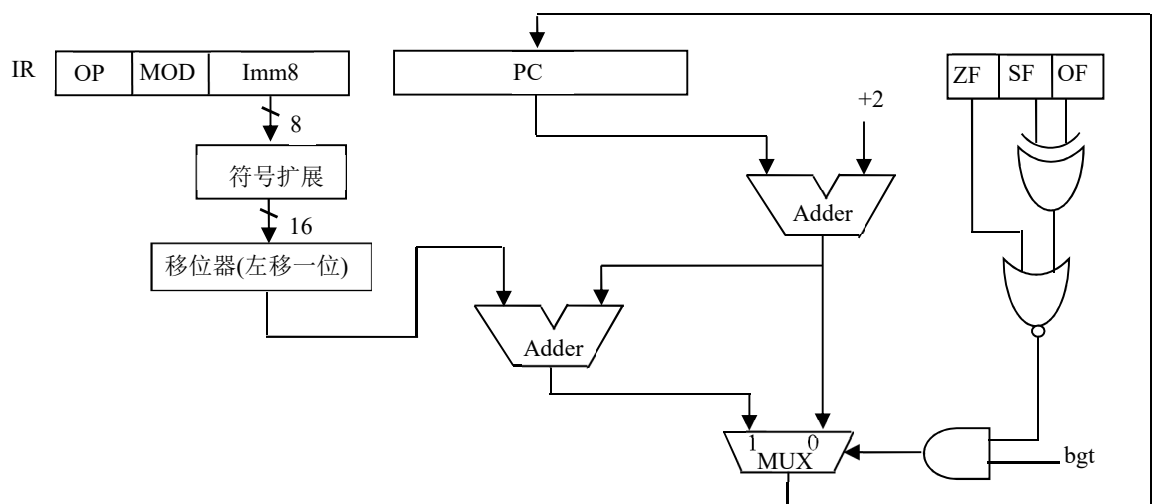 IR OP MOD Imm8
PC
ZF SF OF
+2
8
符号扩展
16
Adder
移位器(左移一位)
Adder
1 0
MUX
bgt